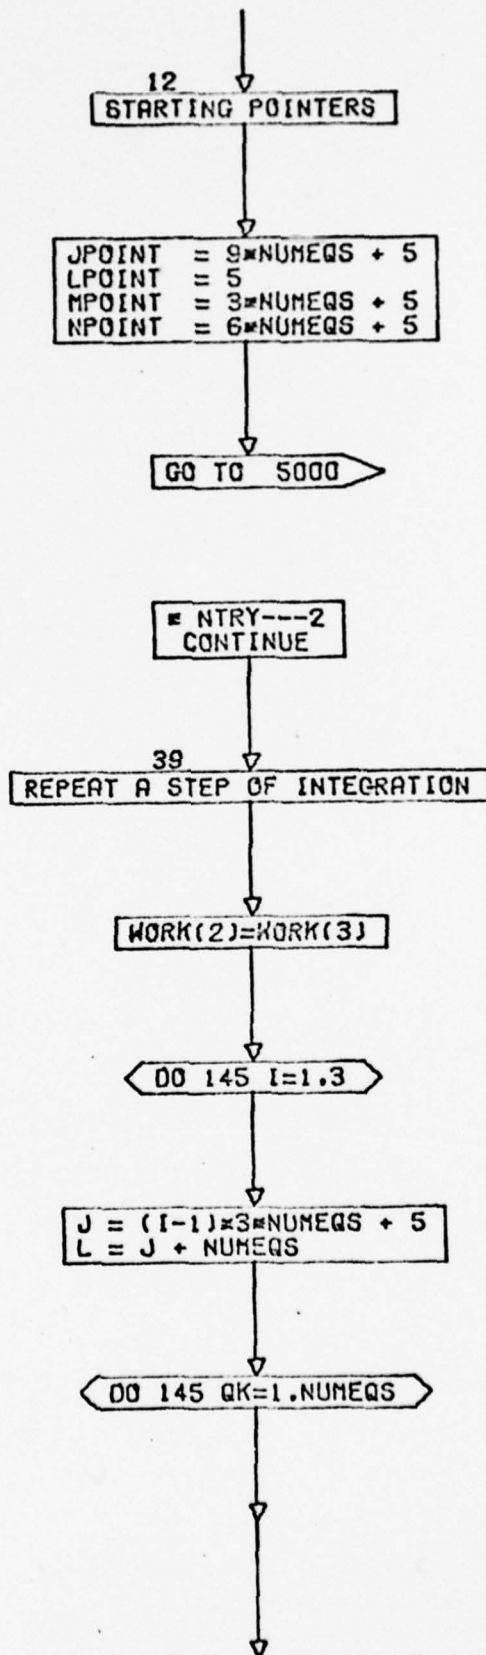 12
STARTING POINTERS
JPOINT = 9*NUMEQS + 5
LPOINT = 5
MPOINT = 3*NUMEQS + 5
NPOINT = 6*NUMEQS + 5
GO TO 5000
* NTRY---2
CONTINUE
39
REPEAT A STEP OF INTEGRATION
WORK(2)=WORK(3)
DO 145 I=1.3
J = (I-1)*3*NUMEQS + 5
L = J + NUMEQS
DO 145 QK=1.NUMEQS